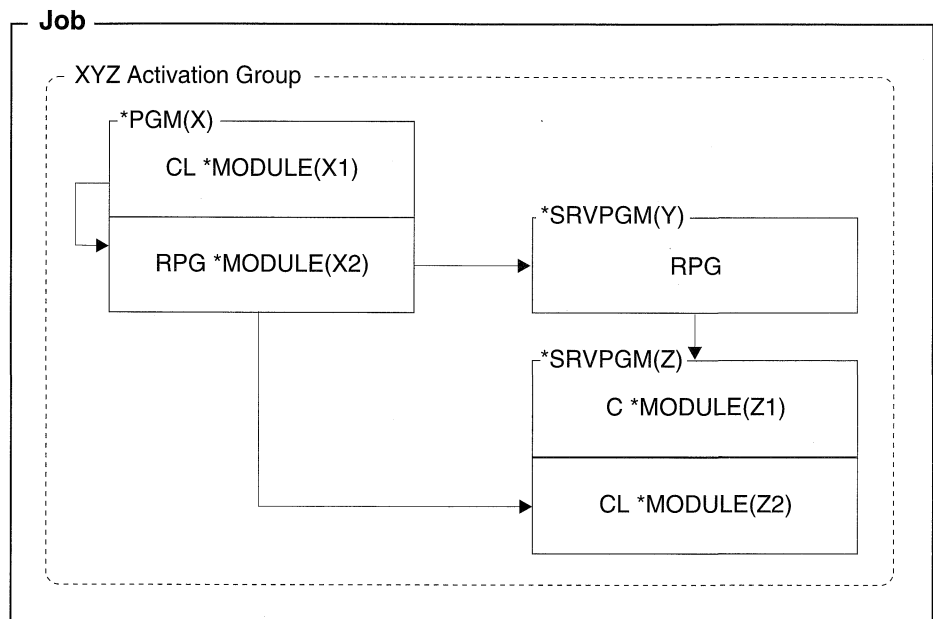 Job
XYZ Activation Group
*PGM(X)
CL *MODULE(X1)
RPG *MODULE(X2)
*SRVPGM(Y)
RPG
*SRVPGM(Z)
C *MODULE(Z1)
CL *MODULE(Z2)